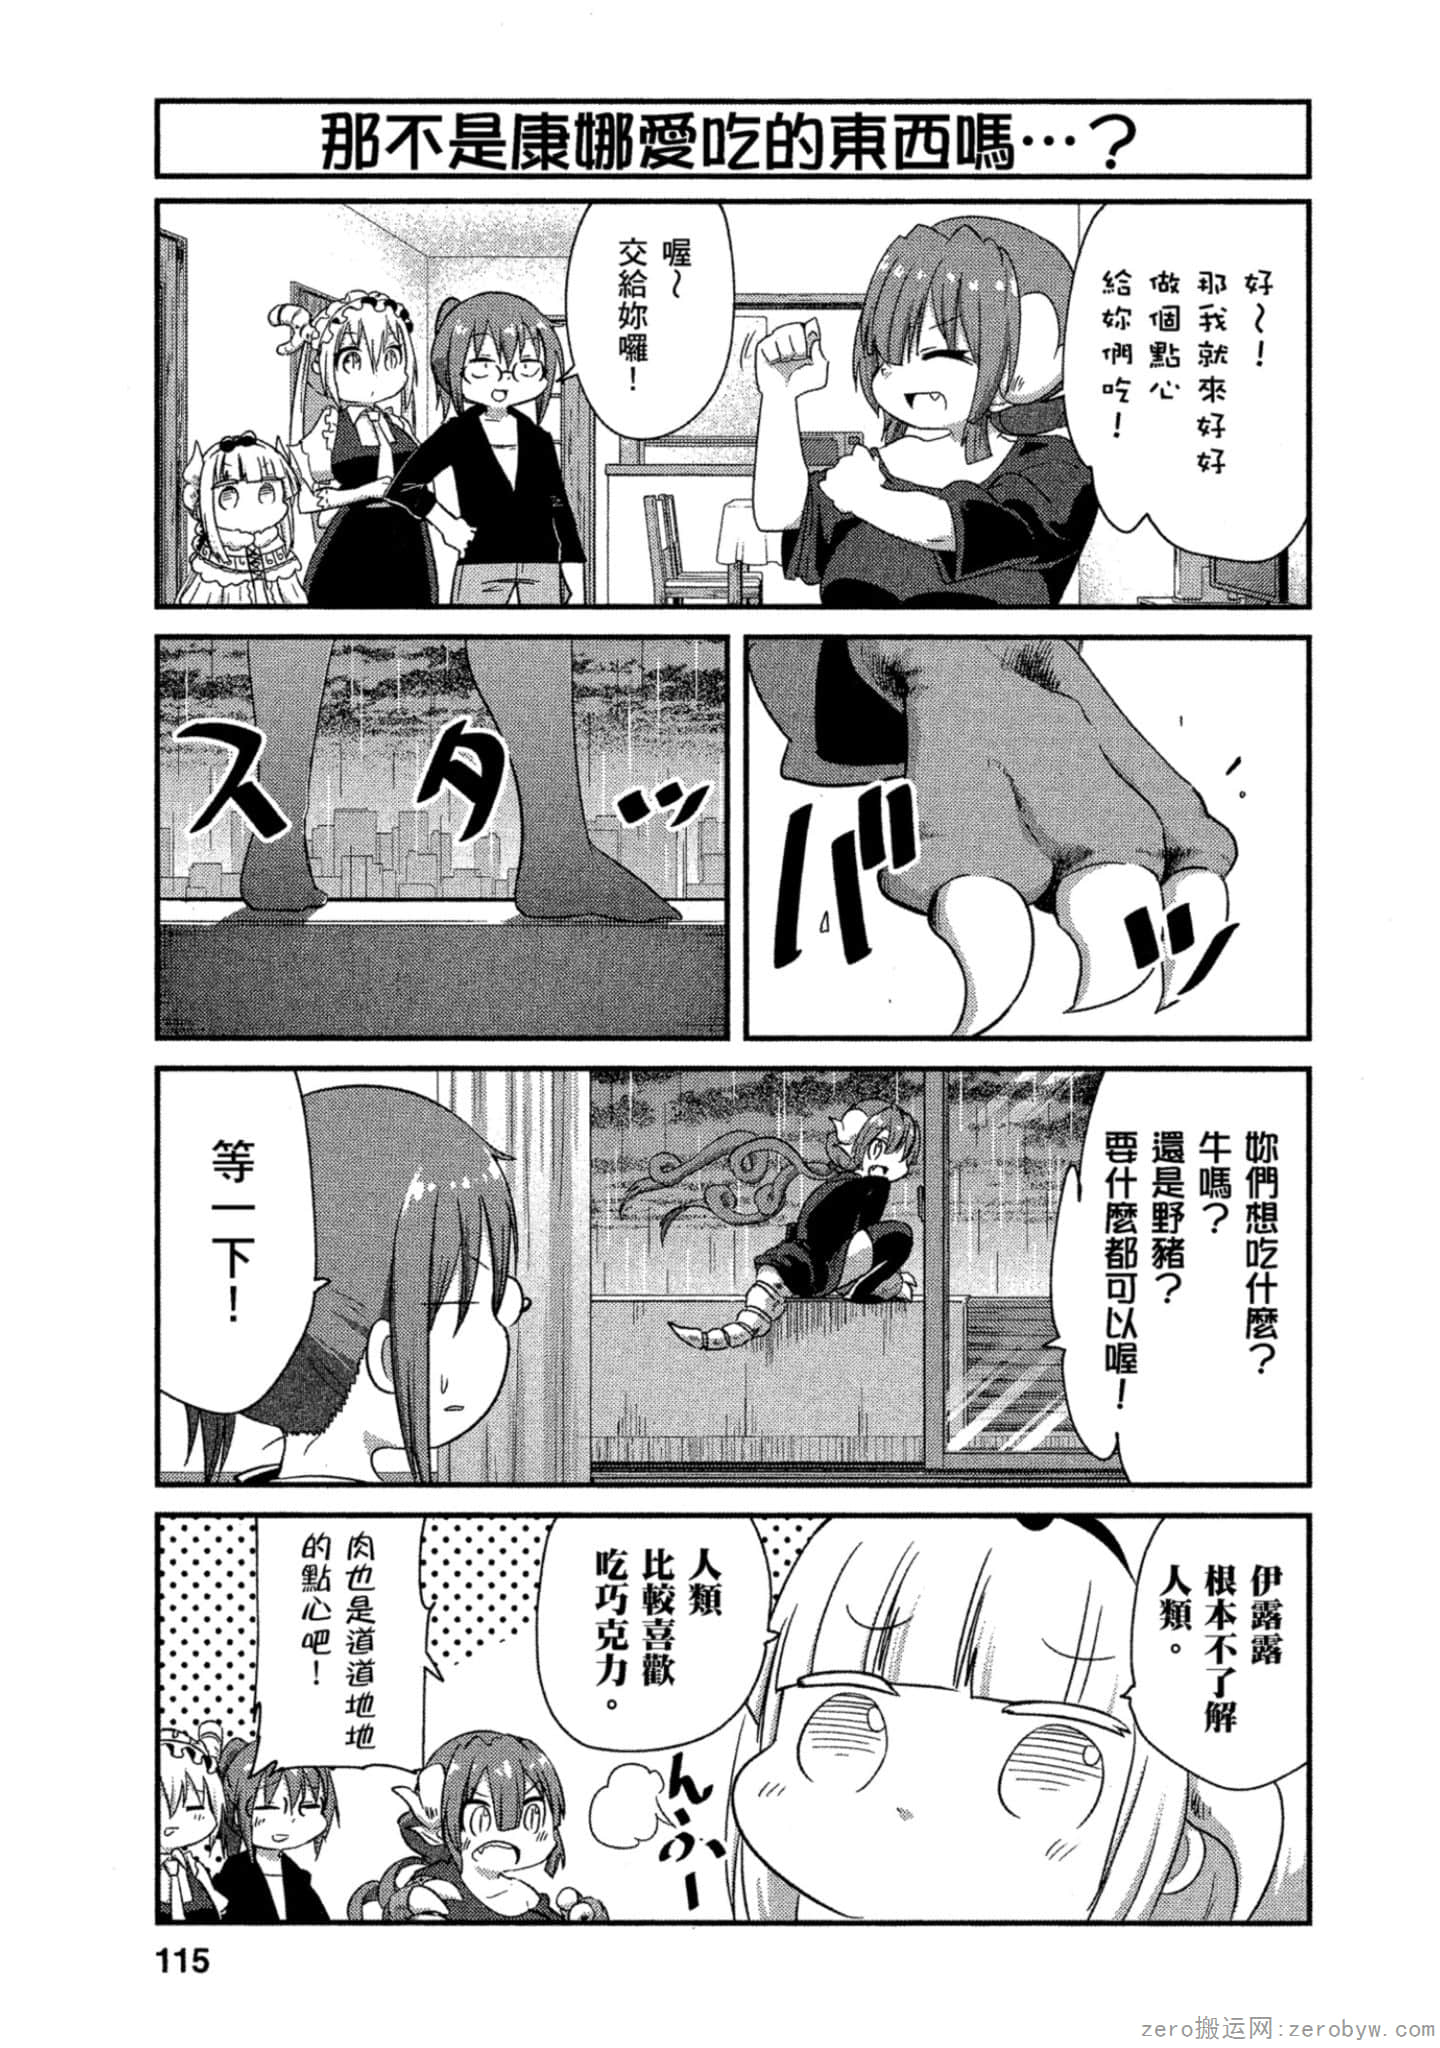 那不是康娜愛吃的東西嗎…？
好～！
那我就來好好
做個點心
給妳們吃！
喔～
交給妳囉！
バッ
スタッ
妳們想吃什麼？
牛嗎？
還是野豬？
要什麼都可以喔！
等一下！
伊露露
根本不了解
人類。
人類
比較喜歡
吃巧克力。
んふー
肉也是道道地地
的點心吧！
115
zero搬运网:zerobyw.com